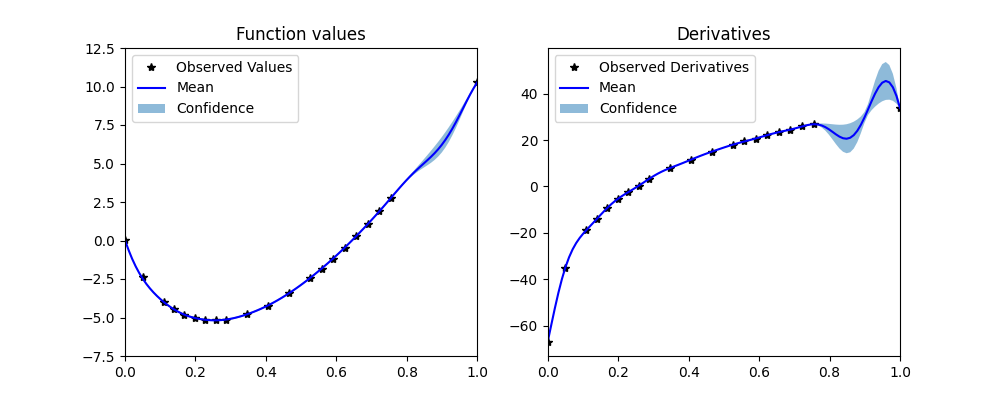 Function values
Observed Values
Mean
Confidence
12.5
10.0
7.5
5.0
2.5
0.0
−2.5
−5.0
−7.5
0.0 0.2 0.4 0.6 0.8 1.0
Derivatives
Observed Derivatives
Mean
Confidence
40
20
0
−20
−40
−60
0.0 0.2 0.4 0.6 0.8 1.0